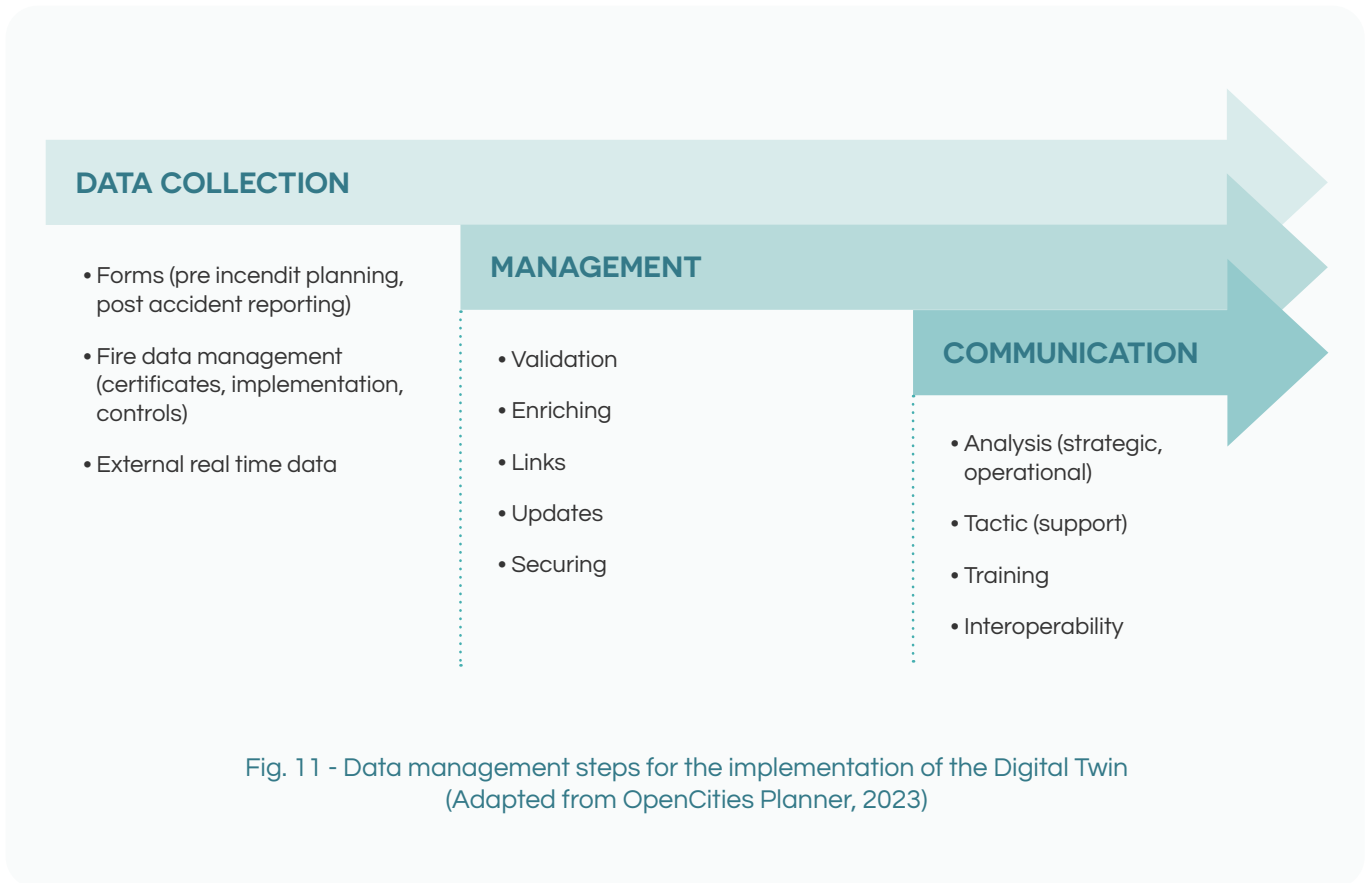 DATA COLLECTION
• Forms (pre incendit planning,
post accident reporting)
• Fire data management
(certificates, implementation,
controls)
• External real time data
MANAGEMENT
• Validation
• Enriching
• Links
• Updates
• Securing
COMMUNICATION
• Analysis (strategic,
operational)
• Tactic (support)
• Training
• Interoperability
Fig. 11 - Data management steps for the implementation of the Digital Twin
(Adapted from OpenCities Planner, 2023)